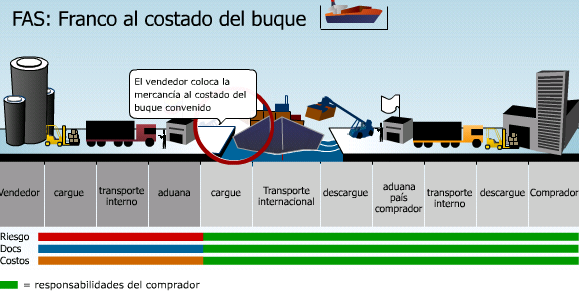 FAS: Franco al costado del buque
El vendedor coloca la
mercancía al costado del
buque convenido
Vendedor
cargue
transporte
interno
aduana
cargue
Transporte
internacional
descargue
aduana
país
comprador
transporte
interno
descargue
Comprador
Riesgo
Docs
Costos
= responsabilidades del comprador